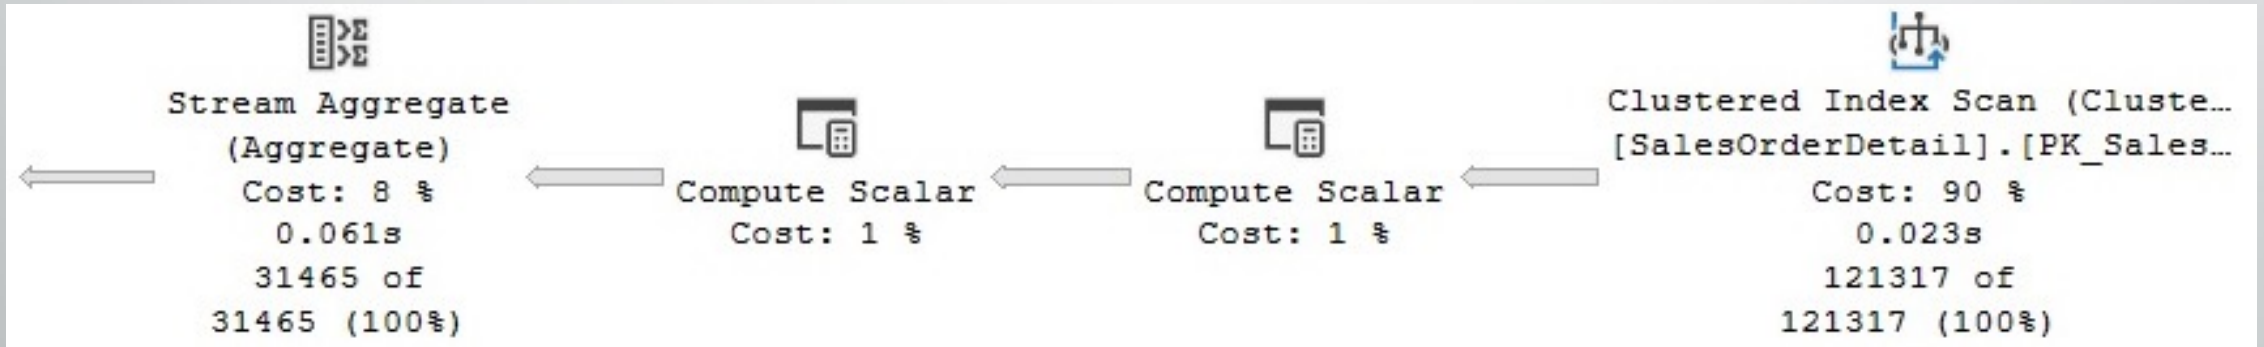 Stream Aggregate
(Aggregate)
Cost: 8 %
0.061s
31465 of
31465 (100%)
Compute Scalar
Cost: 1 %
Compute Scalar
Cost: 1 %
Clustered Index Scan (Cluste…
[SalesOrderDetail].[PK_Sales…
Cost: 90 %
0.023s
121317 of
121317 (100%)